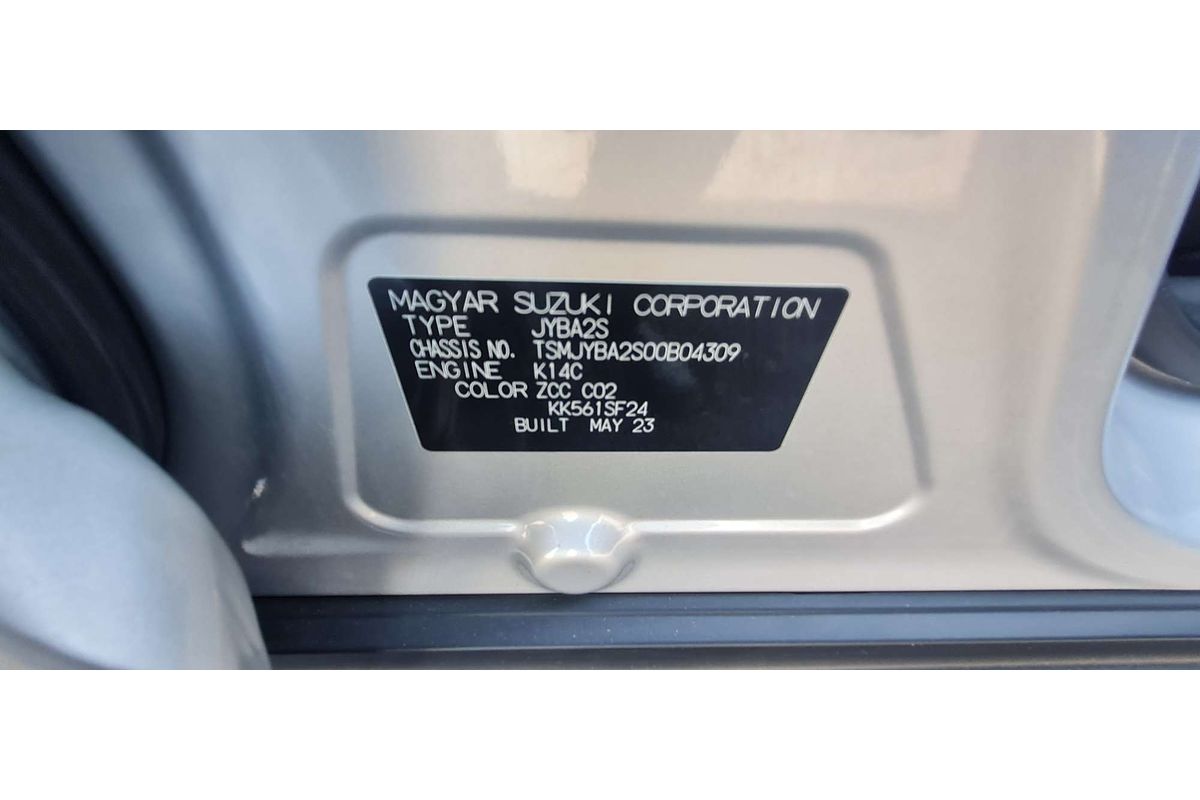 MAGYAR SUZUKI CORPORATION
TYPE JYBA2S
CHASSIS NO. TSMJYBA2S00B04309
ENGINE K14C
COLOR ZCC C02
KK561SF24
BUILT MAY 23